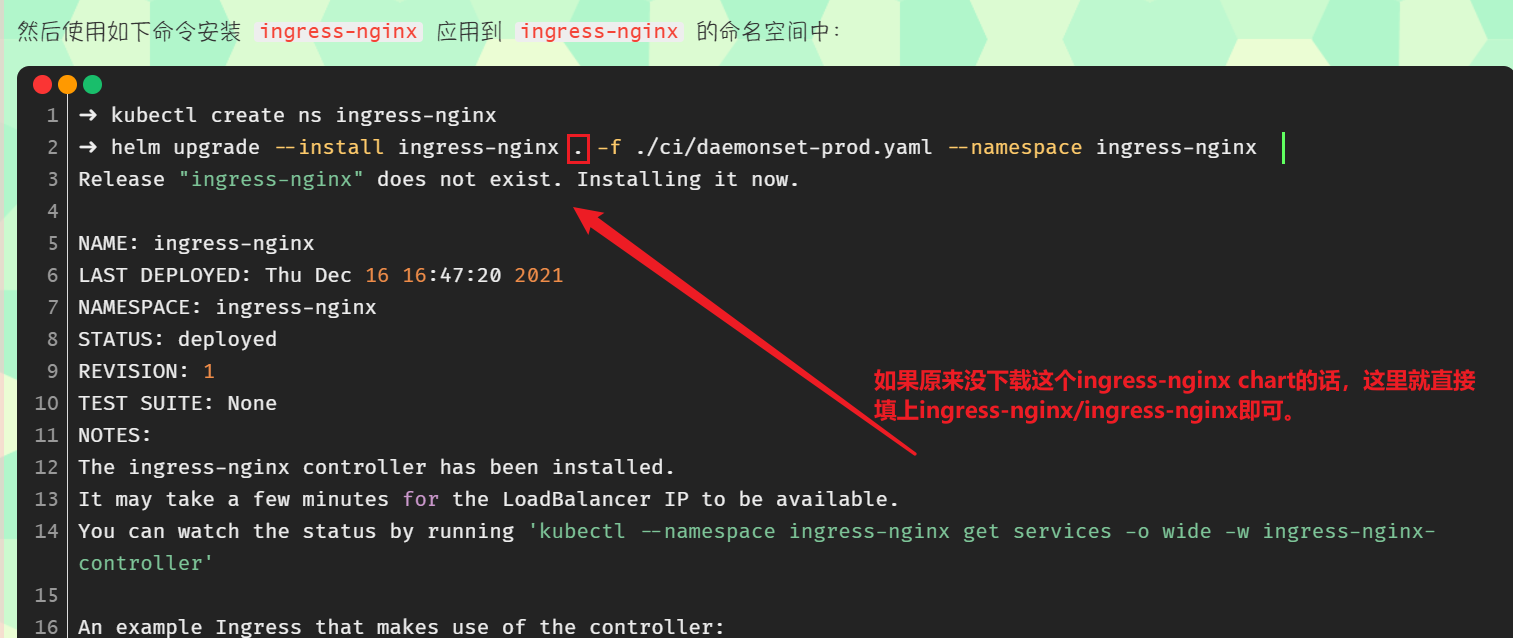 然后使用如下命令安装 ingress-nginx 应用到 ingress-nginx 的命名空间中：
1 ➜ kubectl create ns ingress-nginx
2 ➜ helm upgrade --install ingress-nginx . -f ./ci/daemonset-prod.yaml --namespace ingress-nginx
3 Release "ingress-nginx" does not exist. Installing it now.
4
5 NAME: ingress-nginx
6 LAST DEPLOYED: Thu Dec 16 16:47:20 2021
7 NAMESPACE: ingress-nginx
8 STATUS: deployed
9 REVISION: 1
10 TEST SUITE: None
11 NOTES:
12 The ingress-nginx controller has been installed.
13 It may take a few minutes for the LoadBalancer IP to be available.
14 You can watch the status by running 'kubectl --namespace ingress-nginx get services -o wide -w ingress-nginx-
controller'
15
16 An example Ingress that makes use of the controller:
如果原来没下载这个ingress-nginx chart的话，这里就直接
填上ingress-nginx/ingress-nginx即可。